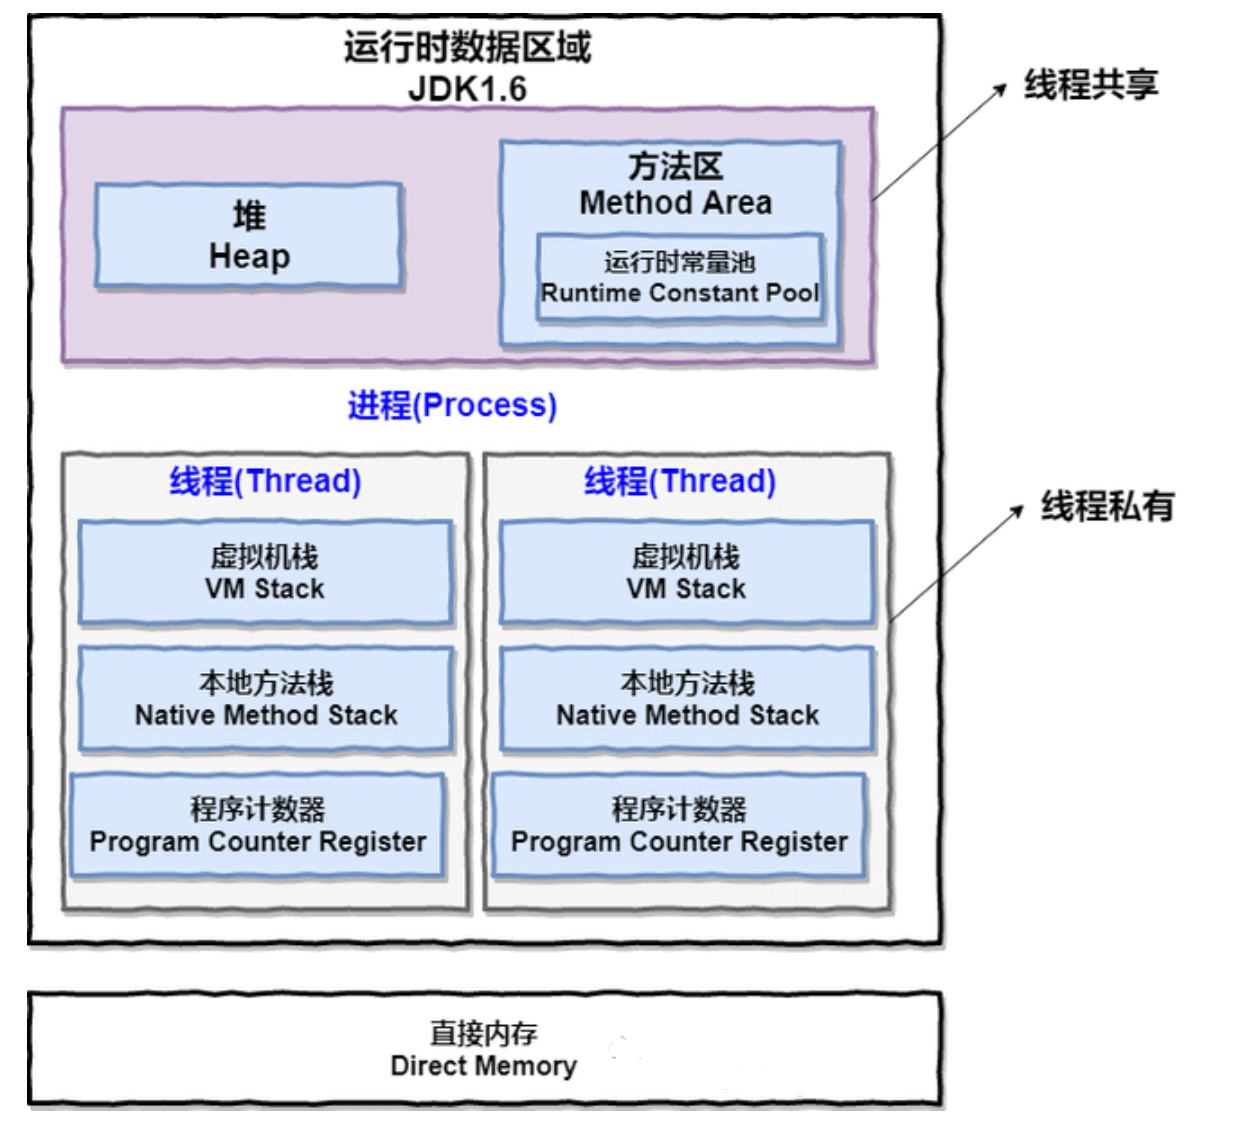 运行时数据区域
JDK1.6
线程共享
堆
Heap
方法区
Method Area
运行时常量池
Runtime Constant Pool
进程(Process)
线程(Thread)
虚拟机栈
VM Stack
本地方法栈
Native Method Stack
程序计数器
Program Counter Register
线程(Thread)
虚拟机栈
VM Stack
本地方法栈
Native Method Stack
程序计数器
Program Counter Register
线程私有
直接内存
Direct Memory